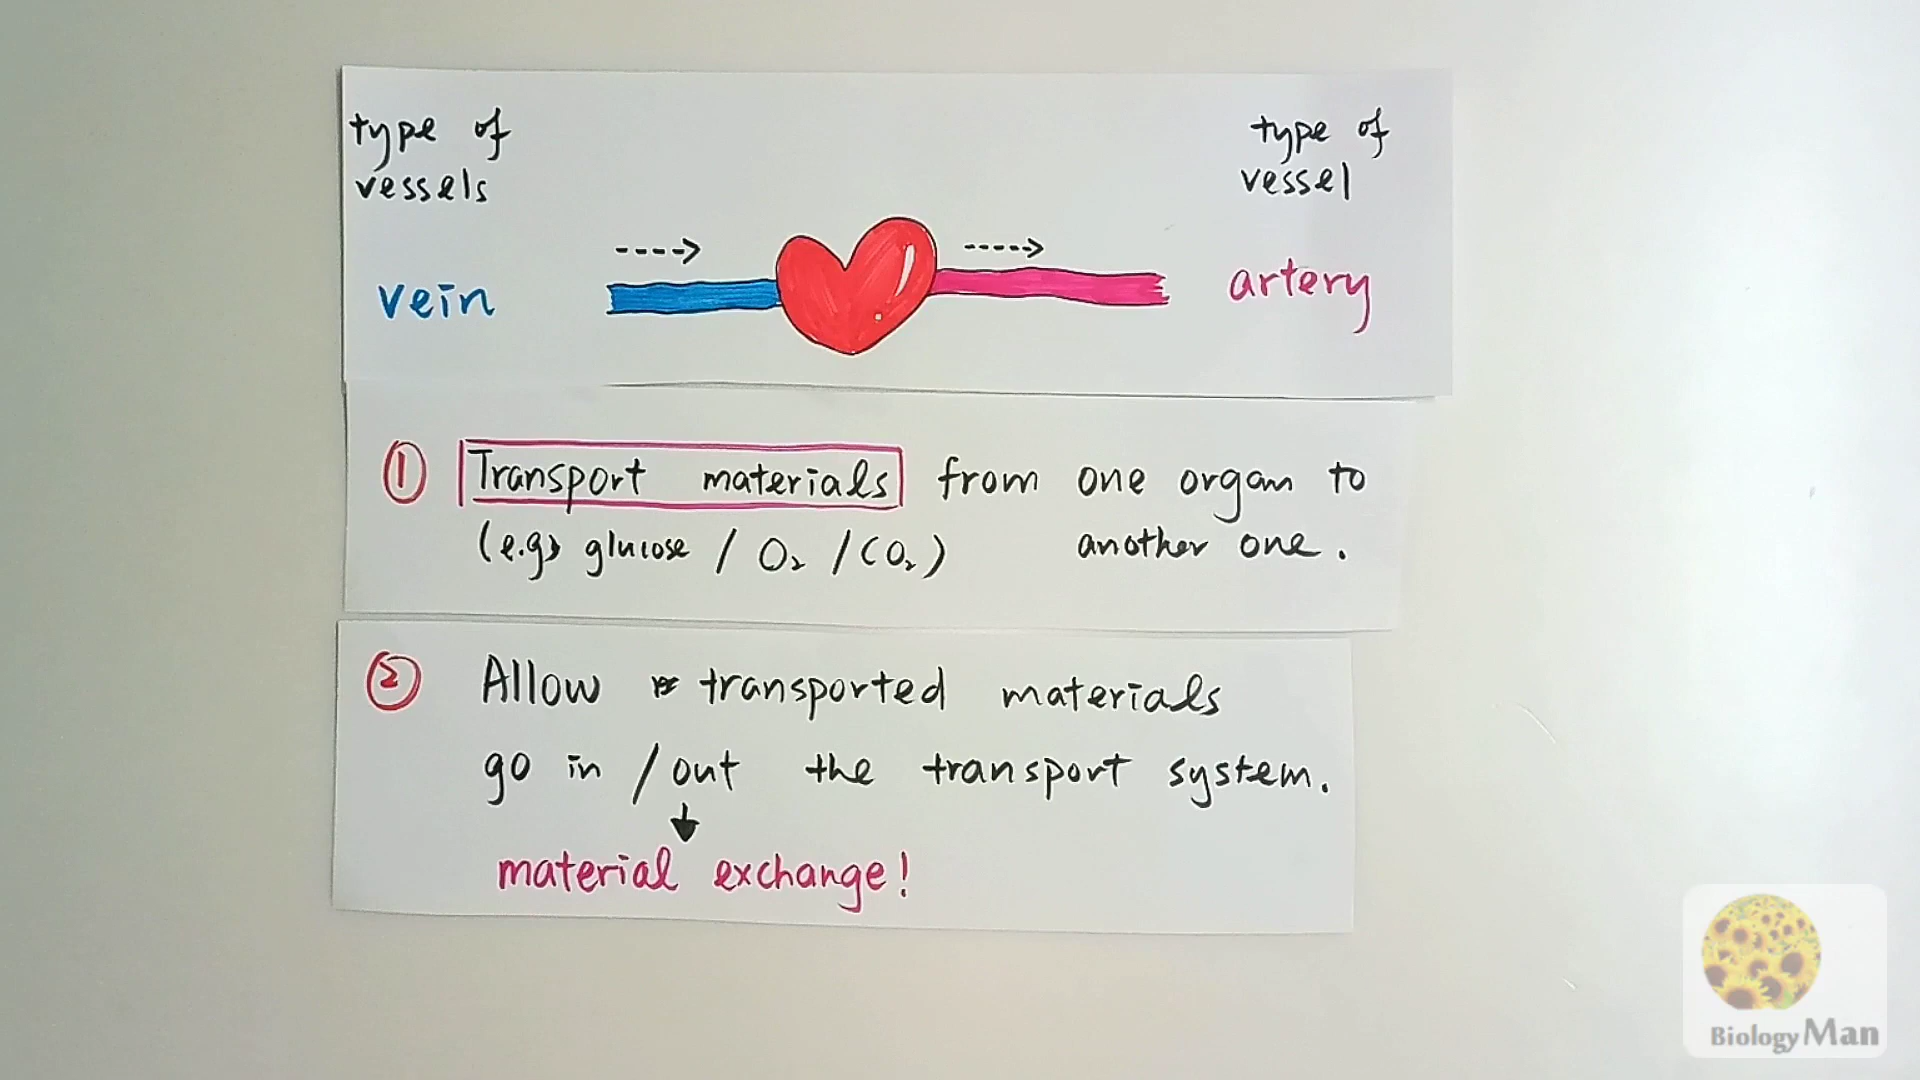 type of
vessels
type of
vessel
vein
artery
① Transport materials from one organ to
(e.g. glucose / O₂ / CO₂) another one.
② Allow transported materials
go in / out the transport system.
material exchange!
Biology Man